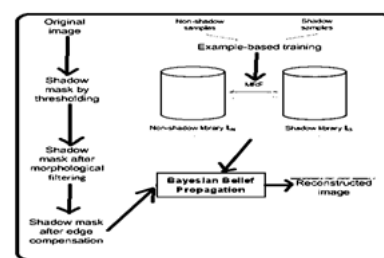 Original
image
Shadow
mask by
thresholding
Shadow
mask after
morphological
filtering
Shadow mask
after edge
compensation
Non-shadow
samples
Shadow
samples
Example-based training
MRF
Non-shadow library
Shadow library
Bayesian Belief
Propagation
Reconstructed
image